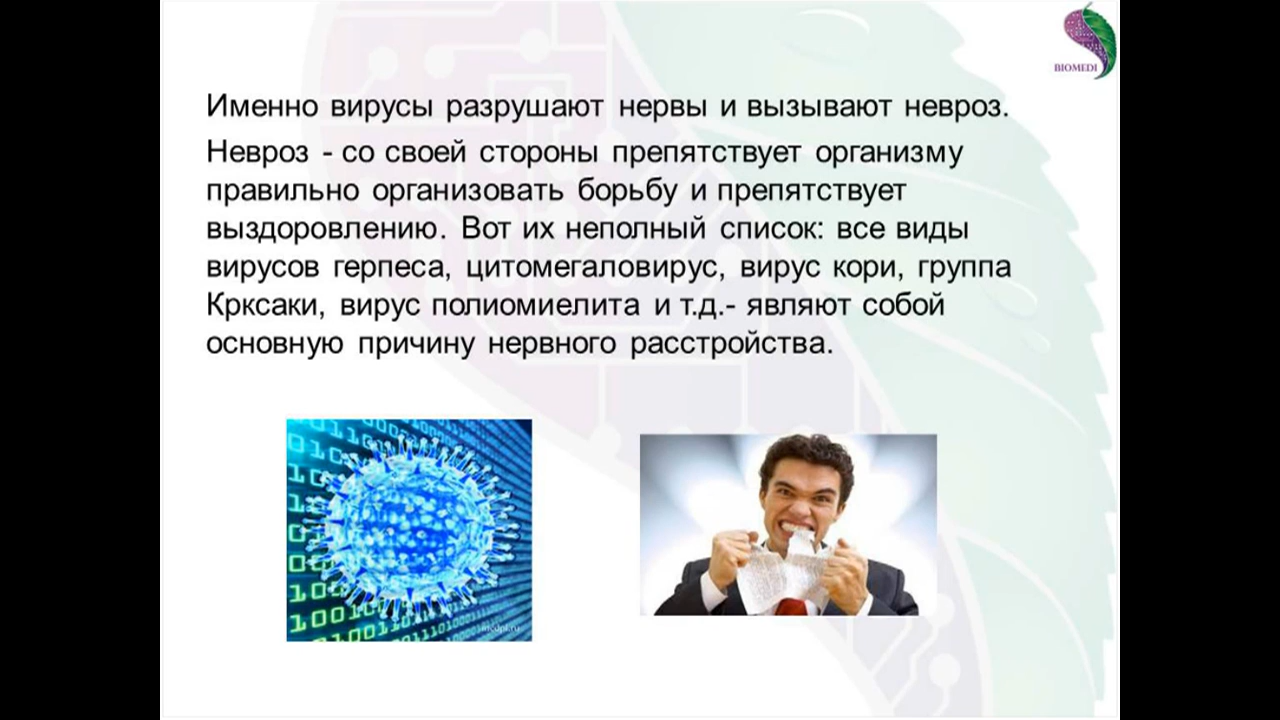 BIOMEDI
Именно вирусы разрушают нервы и вызывают невроз.
Невроз - со своей стороны препятствует организму
правильно организовать борьбу и препятствует
выздоровлению. Вот их неполный список: все виды
вирусов герпеса, цитомегаловирус, вирус кори, группа
Крксаки, вирус полиомиелита и т.д.- являют собой
основную причину нервного расстройства.